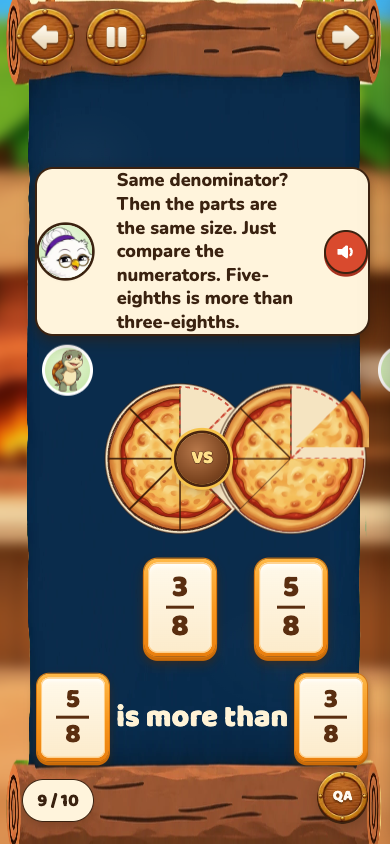 Same denominator?
Then the parts are
the same size. Just
compare the
numerators. Five-
eighths is more than
three-eighths.
VS
3/8 5/8
5/8 is more than 3/8
9 / 10
QA